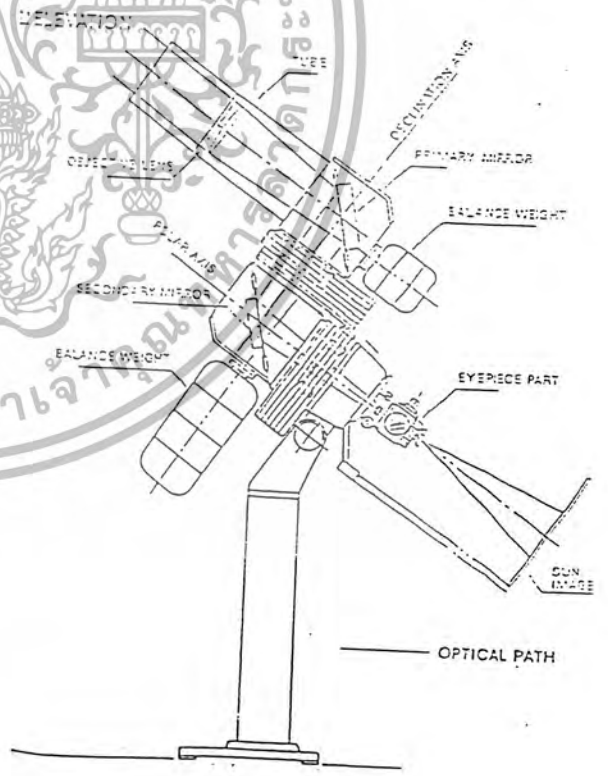 ELEVATION
TUBE
DECLINATION AXIS
OBJECTIVE LENS
PRIMARY MIRROR
BALANCE WEIGHT
POLAR AXIS
SECONDARY MIRROR
BALANCE WEIGHT
EYEPIECE PART
SUN
IMAGE
OPTICAL PATH